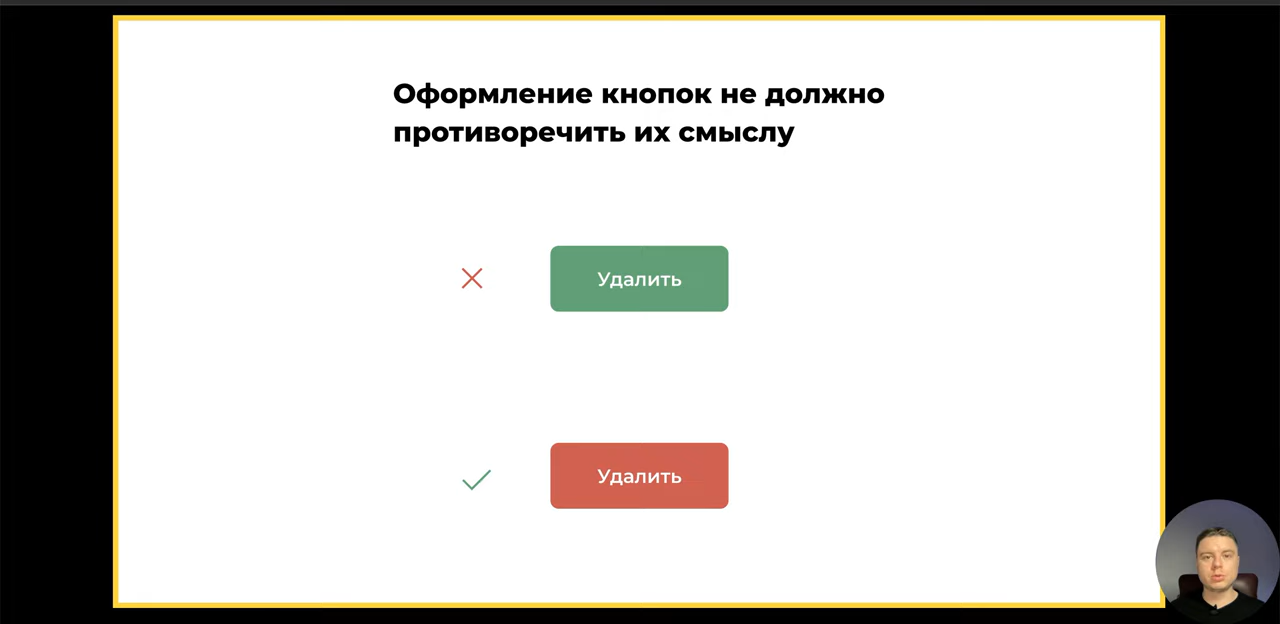 Оформление кнопок не должно
противоречить их смыслу
Удалить
Удалить